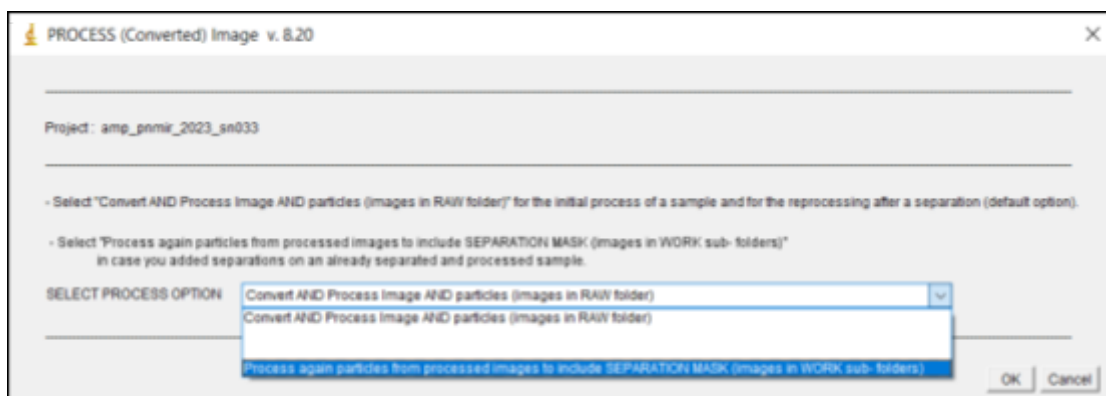 PROCESS (Converted) Image v. 8.20
Project: amp_pnmir_2023_sn033
- Select "Convert AND Process Image AND particles (images in RAW folder)" for the initial process of a sample and for the reprocessing after a separation (default option).
- Select "Process again particles from processed images to include SEPARATION MASK (images in WORK sub- folders)"
in case you added separations on an already separated and processed sample.
SELECT PROCESS OPTION Convert AND Process Image AND particles (images in RAW folder)
Convert AND Process Image AND particles (images in RAW folder)
Process again particles from processed images to include SEPARATION MASK (images in WORK sub- folders)
OK Cancel